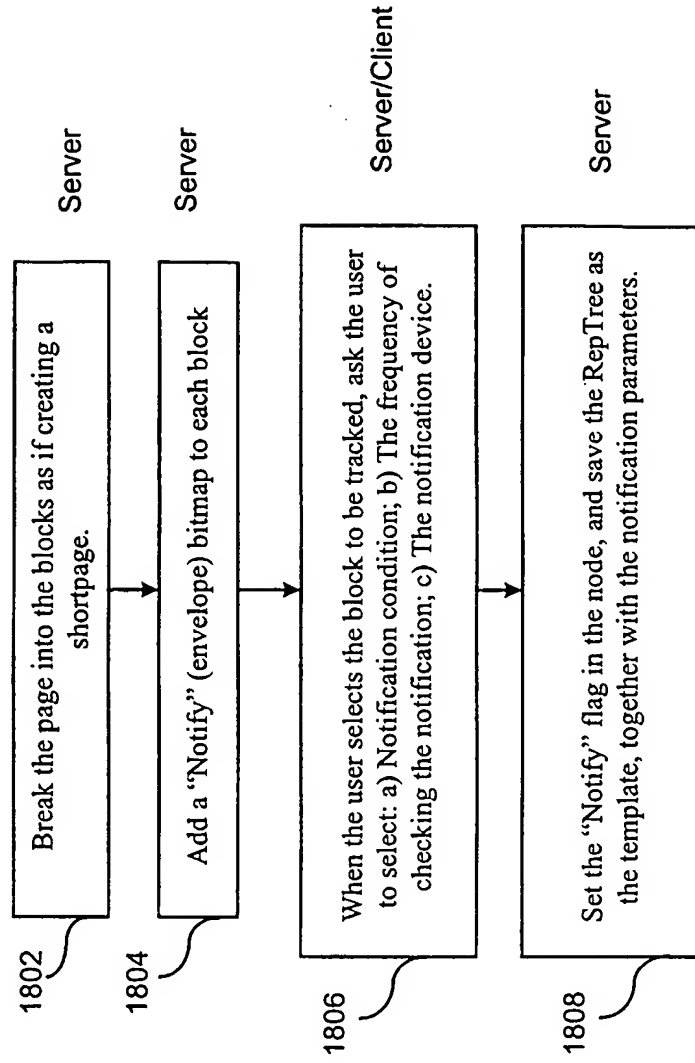 1802
Break the page into the blocks as if creating a
shortpage.
Server
1804
Add a “Notify” (envelope) bitmap to each block
Server
1806
When the user selects the block to be tracked, ask the user
to select: a) Notification condition; b) The frequency of
checking the notification; c) The notification device.
Server/Client
1808
Set the “Notify” flag in the node, and save the RepTree as
the template, together with the notification parameters.
Server